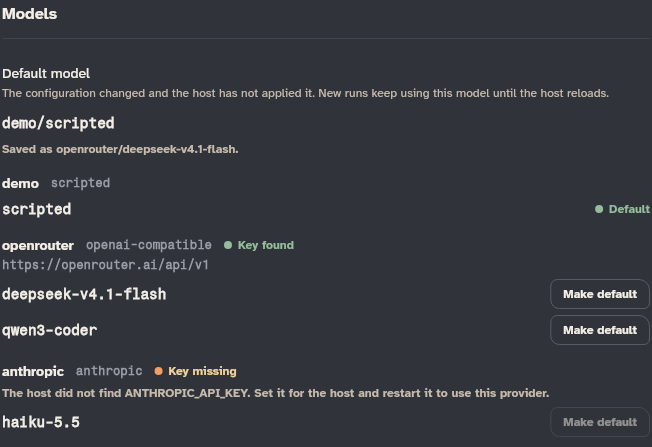 Models
Default model
The configuration changed and the host has not applied it. New runs keep using this model until the host reloads.
demo/scripted
Saved as openrouter/deepseek-v4.1-flash.
demo scripted
scripted Default
openrouter openai-compatible Key found
https://openrouter.ai/api/v1
deepseek-v4.1-flash Make default
qwen3-coder Make default
anthropic anthropic Key missing
The host did not find ANTHROPIC_API_KEY. Set it for the host and restart it to use this provider.
haiku-5.5 Make default